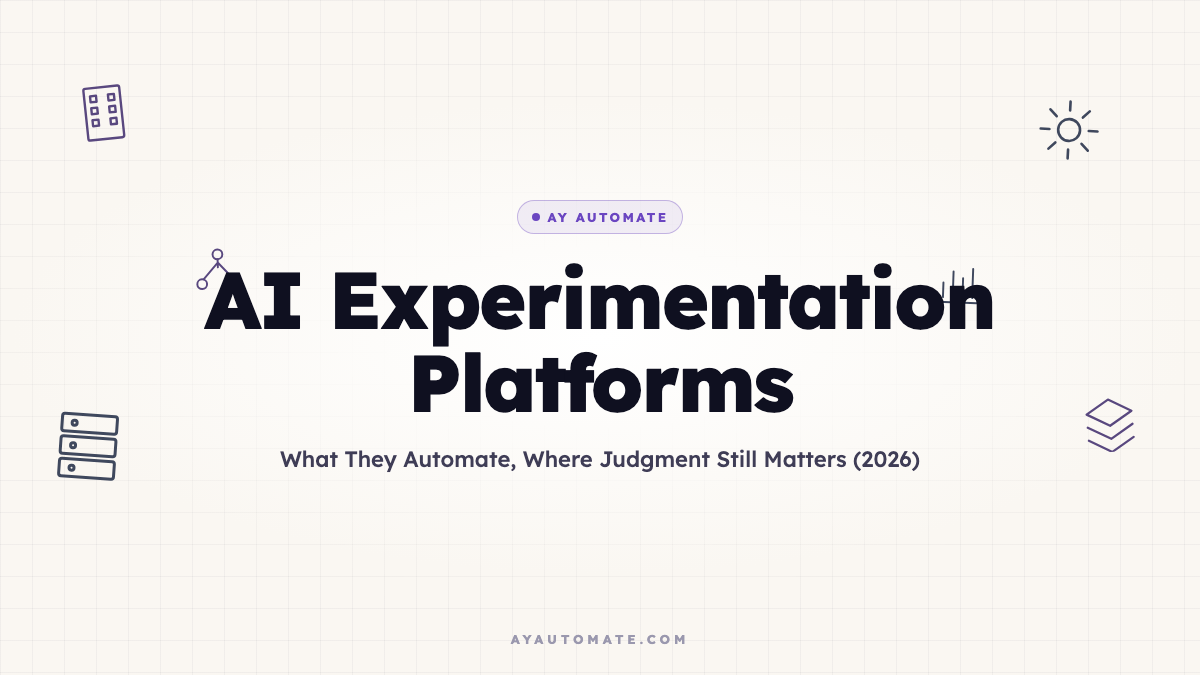 AY AUTOMATE
AI Experimentation
Platforms
What They Automate, Where Judgment Still Matters (2026)
AYAUTOMATE.COM